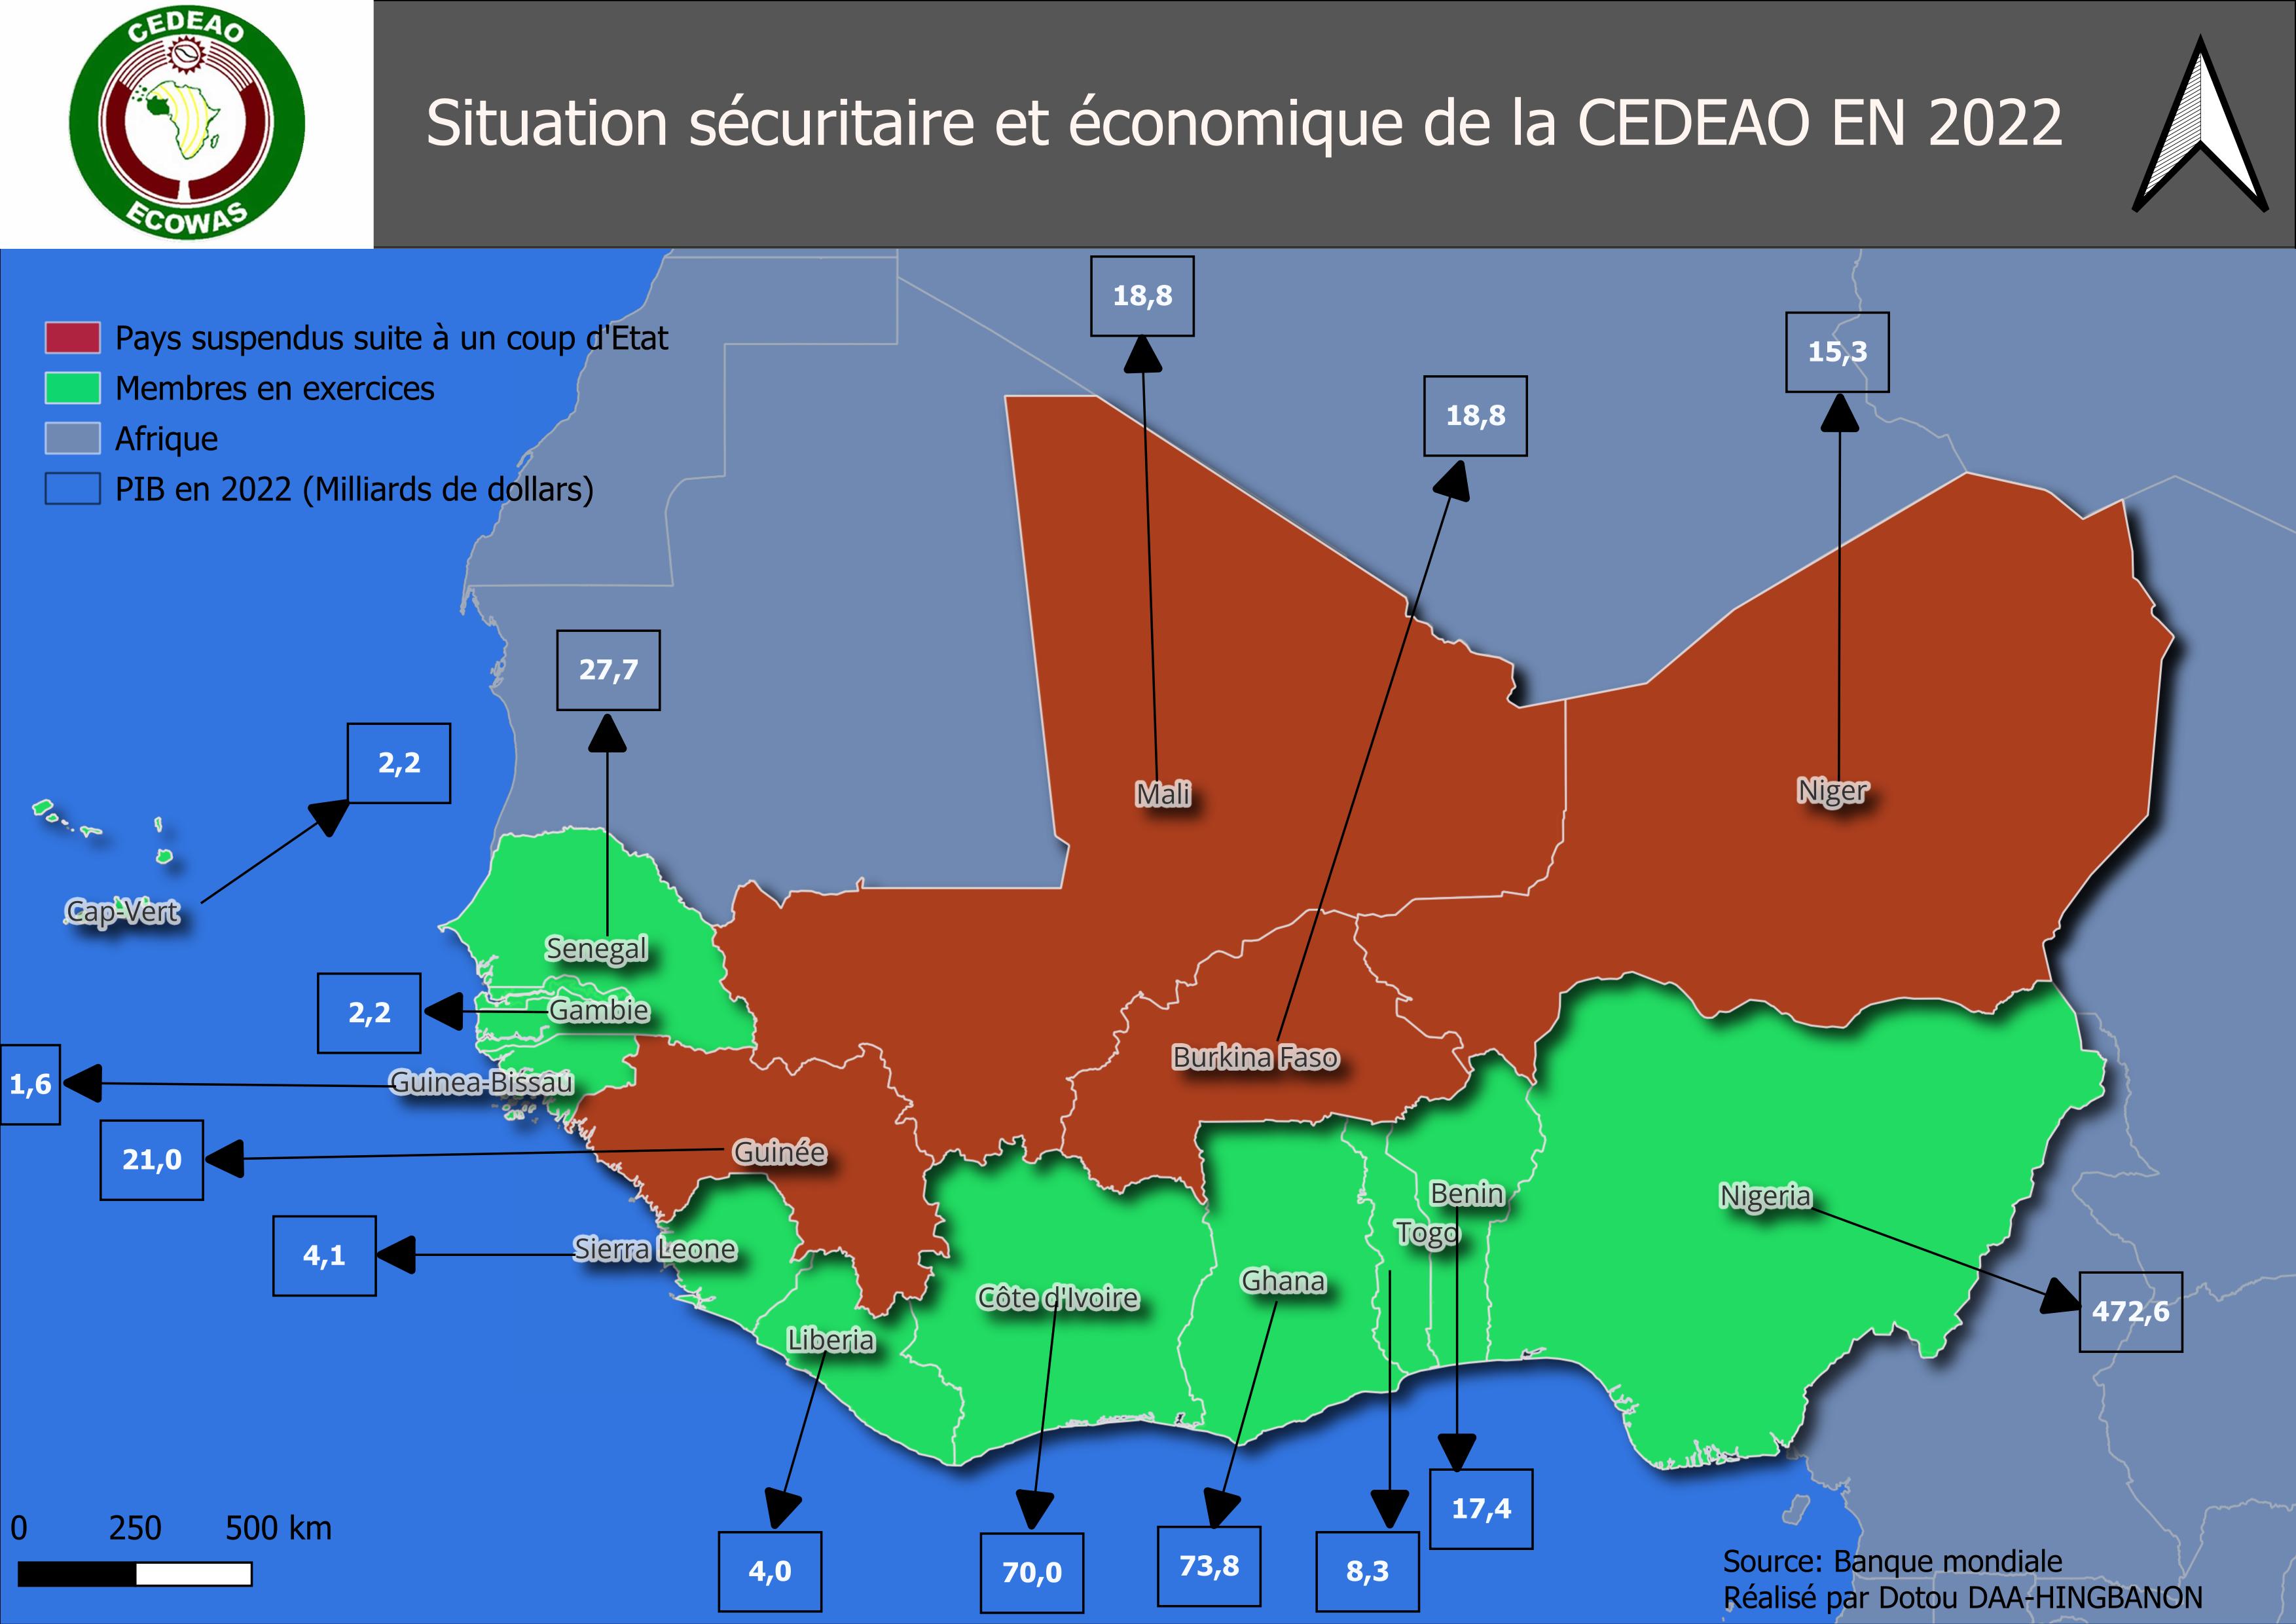 CEDEAO
ECOWAS
Situation sécuritaire et économique de la CEDEAO EN 2022
Pays suspendus suite à un coup d'Etat
Membres en exercices
Afrique
PIB en 2022 (Milliards de dollars)
18,8
15,3
18,8
27,7
2,2
Mali
Niger
Cap-Vert
Senegal
2,2
Gambie
Burkina Faso
1,6
Guinea-Bissau
21,0
Guinée
Benin
Nigeria
Togo
4,1
Sierra Leone
Ghana
Côte d'Ivoire
472,6
Liberia
17,4
4,0
70,0
73,8
8,3
0 250 500 km
Source: Banque mondiale
Réalisé par Dotou DAA-HINGBANON